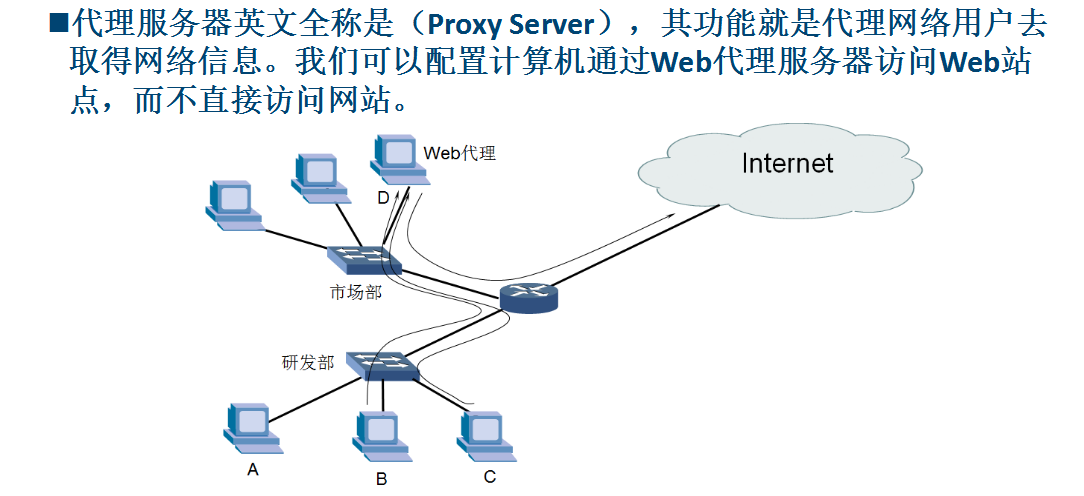 ■代理服务器英文全称是（Proxy Server），其功能就是代理网络用户去
取得网络信息。我们可以配置计算机通过Web代理服务器访问Web站
点，而不直接访问网站。
Web代理
Internet
D
市场部
研发部
A
B
C